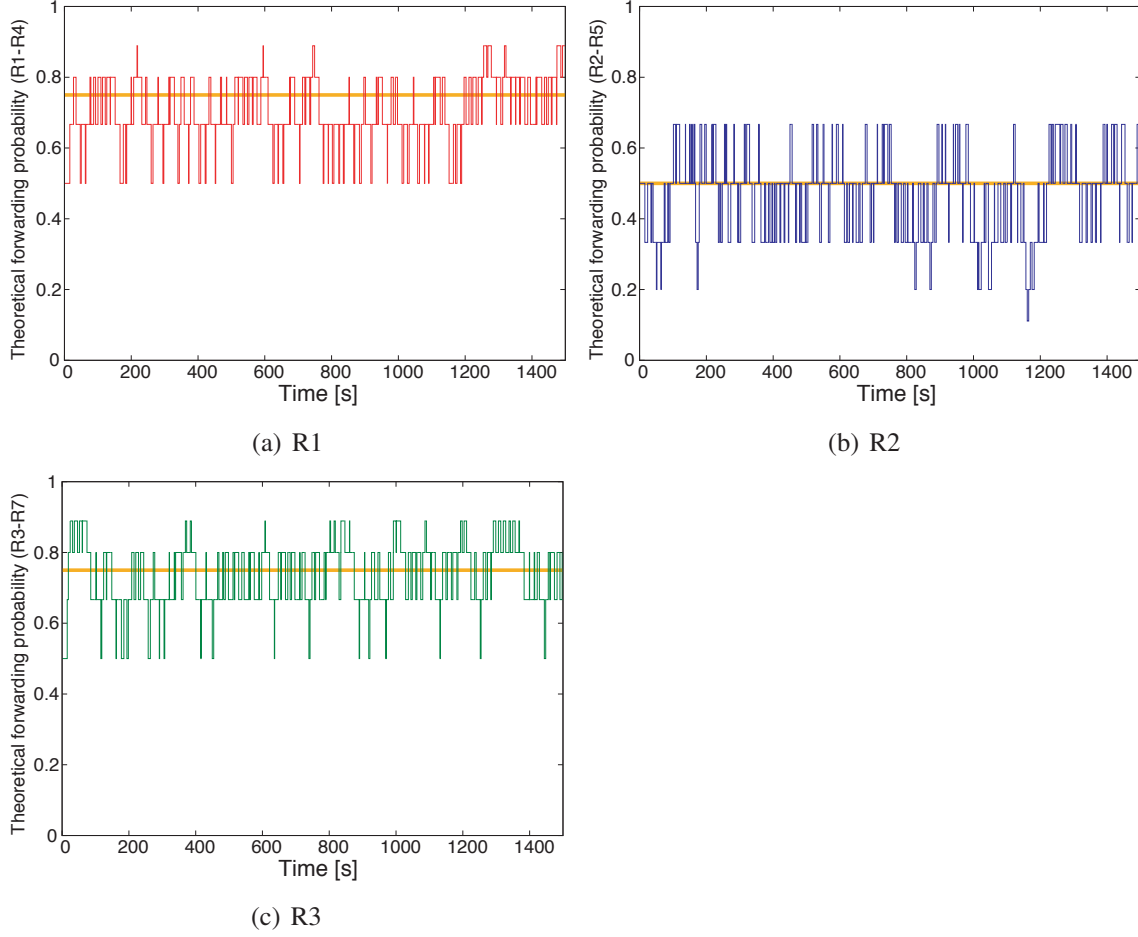 Theoretical forwarding probability (R1-R4)
1
0.8
0.6
0.4
0.2
0
0 200 400 600 800 1000 1200 1400
Time [s]
(a) R1
Theoretical forwarding probability (R2-R5)
1
0.8
0.6
0.4
0.2
0
0 200 400 600 800 1000 1200 1400
Time [s]
(b) R2
Theoretical forwarding probability (R3-R7)
1
0.8
0.6
0.4
0.2
0
0 200 400 600 800 1000 1200 1400
Time [s]
(c) R3